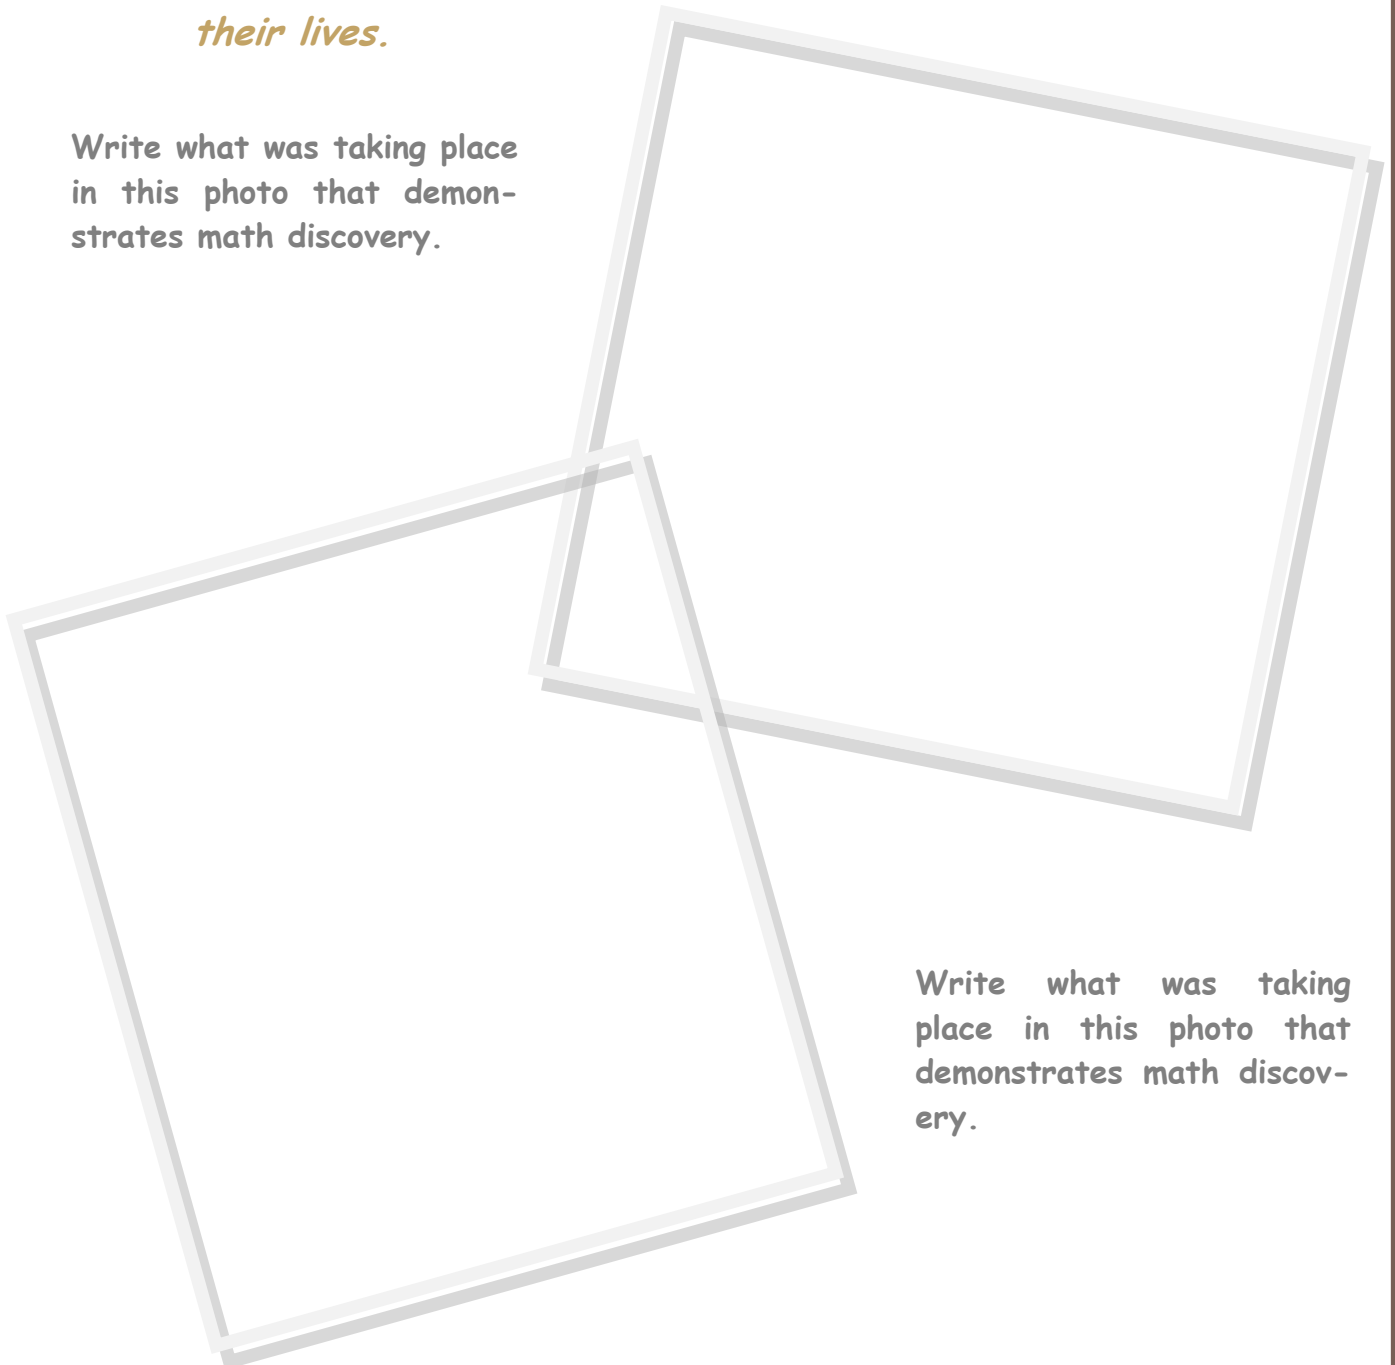 their lives.
Write what was taking place
in this photo that demon-
strates math discovery.
Write what was taking
place in this photo that
demonstrates math discov-
ery.